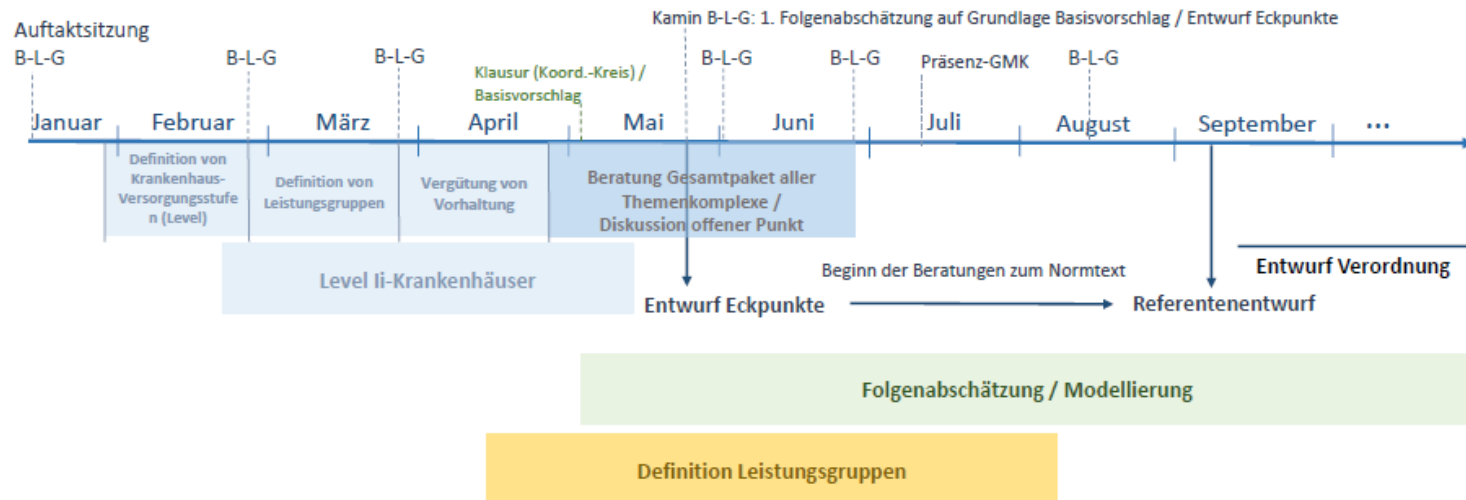 Kamin B-L-G: 1. Folgenabschätzung auf Grundlage Basisvorschlag / Entwurf Eckpunkte
Auftaktsitzung
B-L-G
B-L-G
B-L-G
Klausur (Koord.-Kreis) /
Basisvorschlag
B-L-G
B-L-G
Präsenz-GMK
B-L-G
Januar
Februar
März
April
Mai
Juni
Juli
August
September
...
Definition von
Krankenhaus-
Versorgungsstufe
n (Level)
Definition von
Leistungsgruppen
Vergütung von
Vorhaltung
Beratung Gesamtpaket aller
Themenkomplexe /
Diskussion offener Punkt
Level Ii-Krankenhäuser
Beginn der Beratungen zum Normtext
Entwurf Verordnung
Entwurf Eckpunkte
Referentenentwurf
Folgenabschätzung / Modellierung
Definition Leistungsgruppen